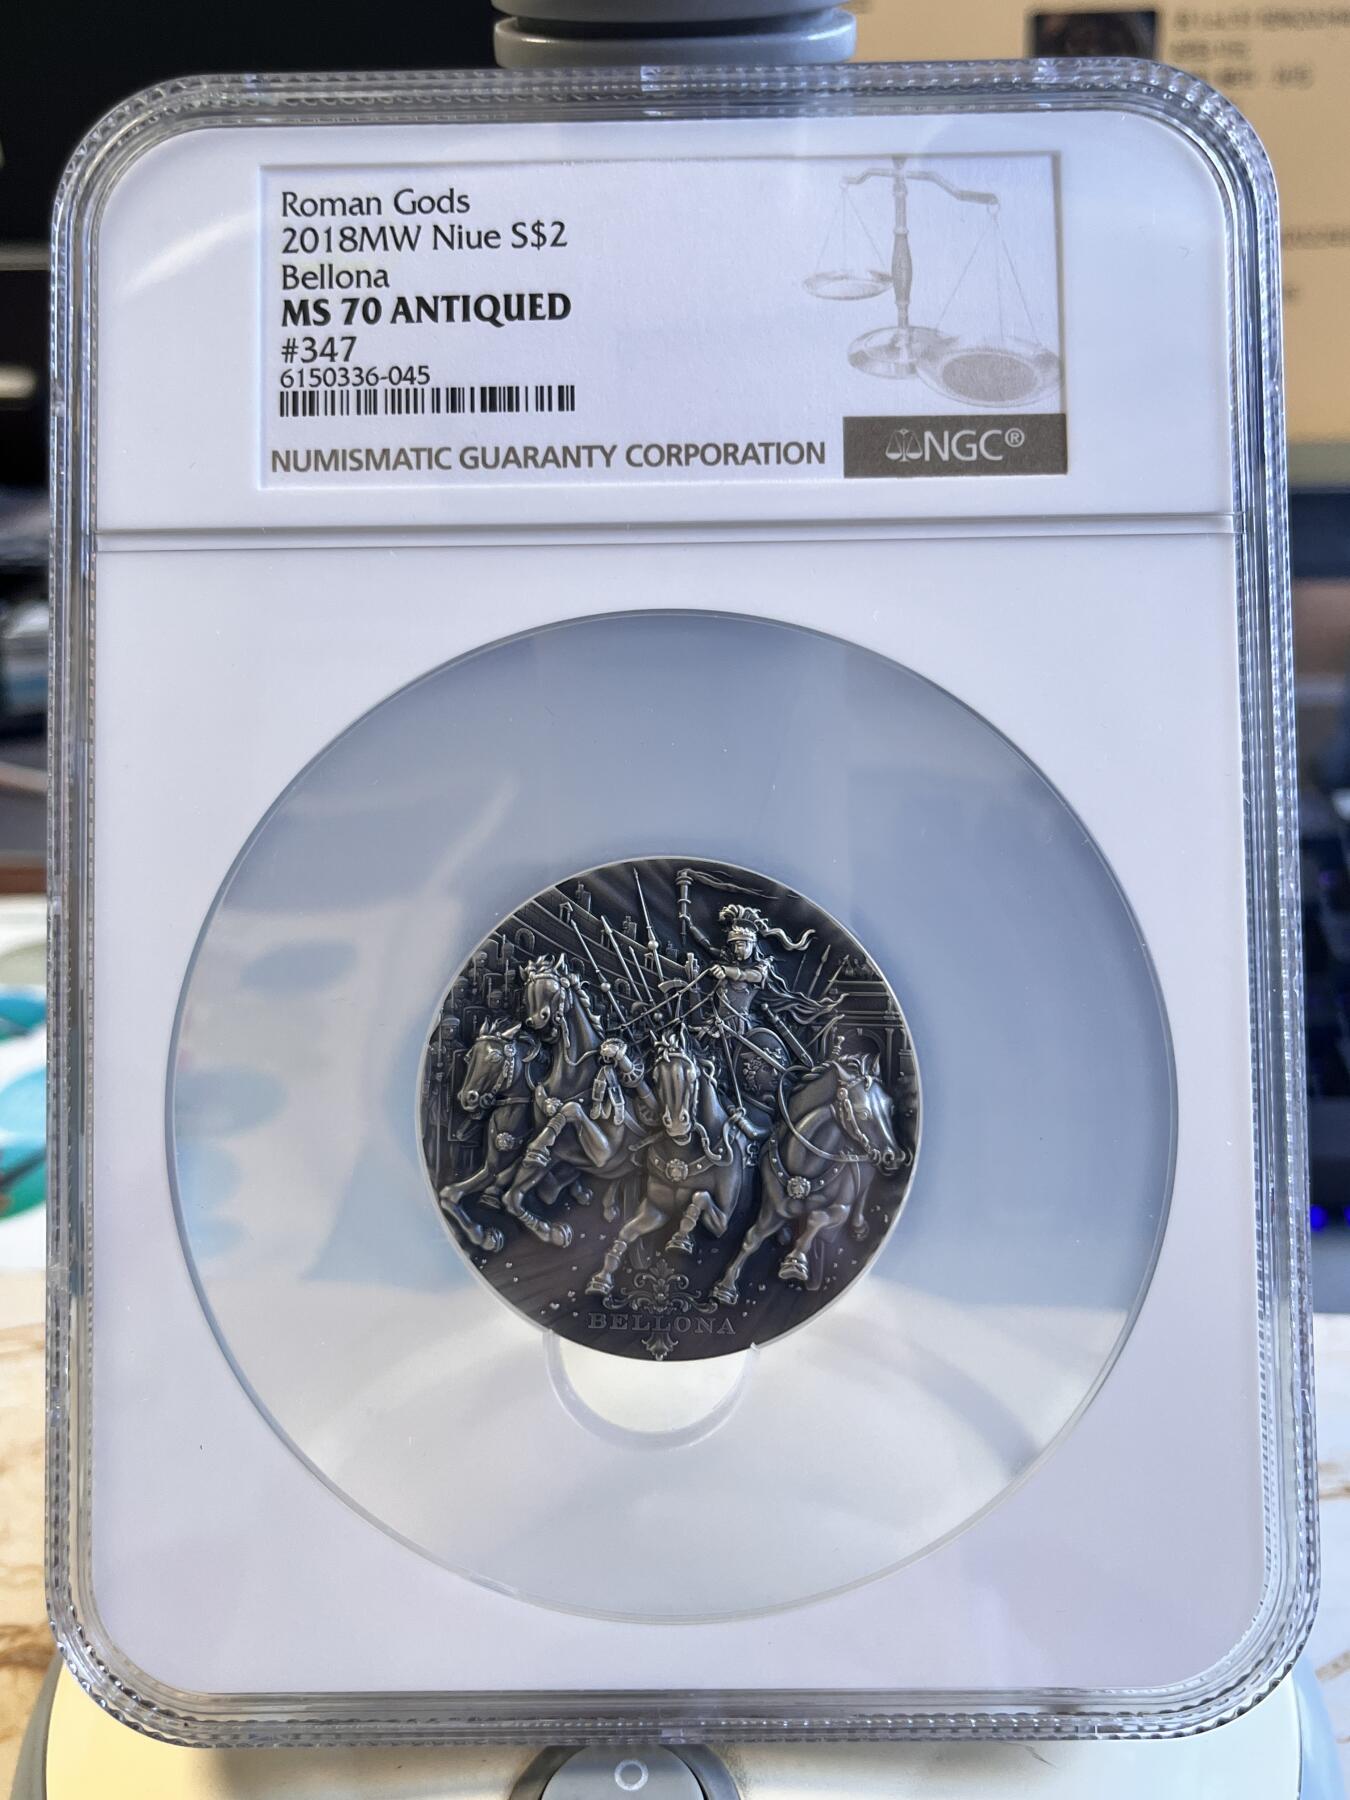 Roman Gods
2018MW Niue S$2
Bellona
MS 70 ANTIQUED
#347
6150336-045
NUMISMATIC GUARANTY CORPORATION
NGC®
BELLONA